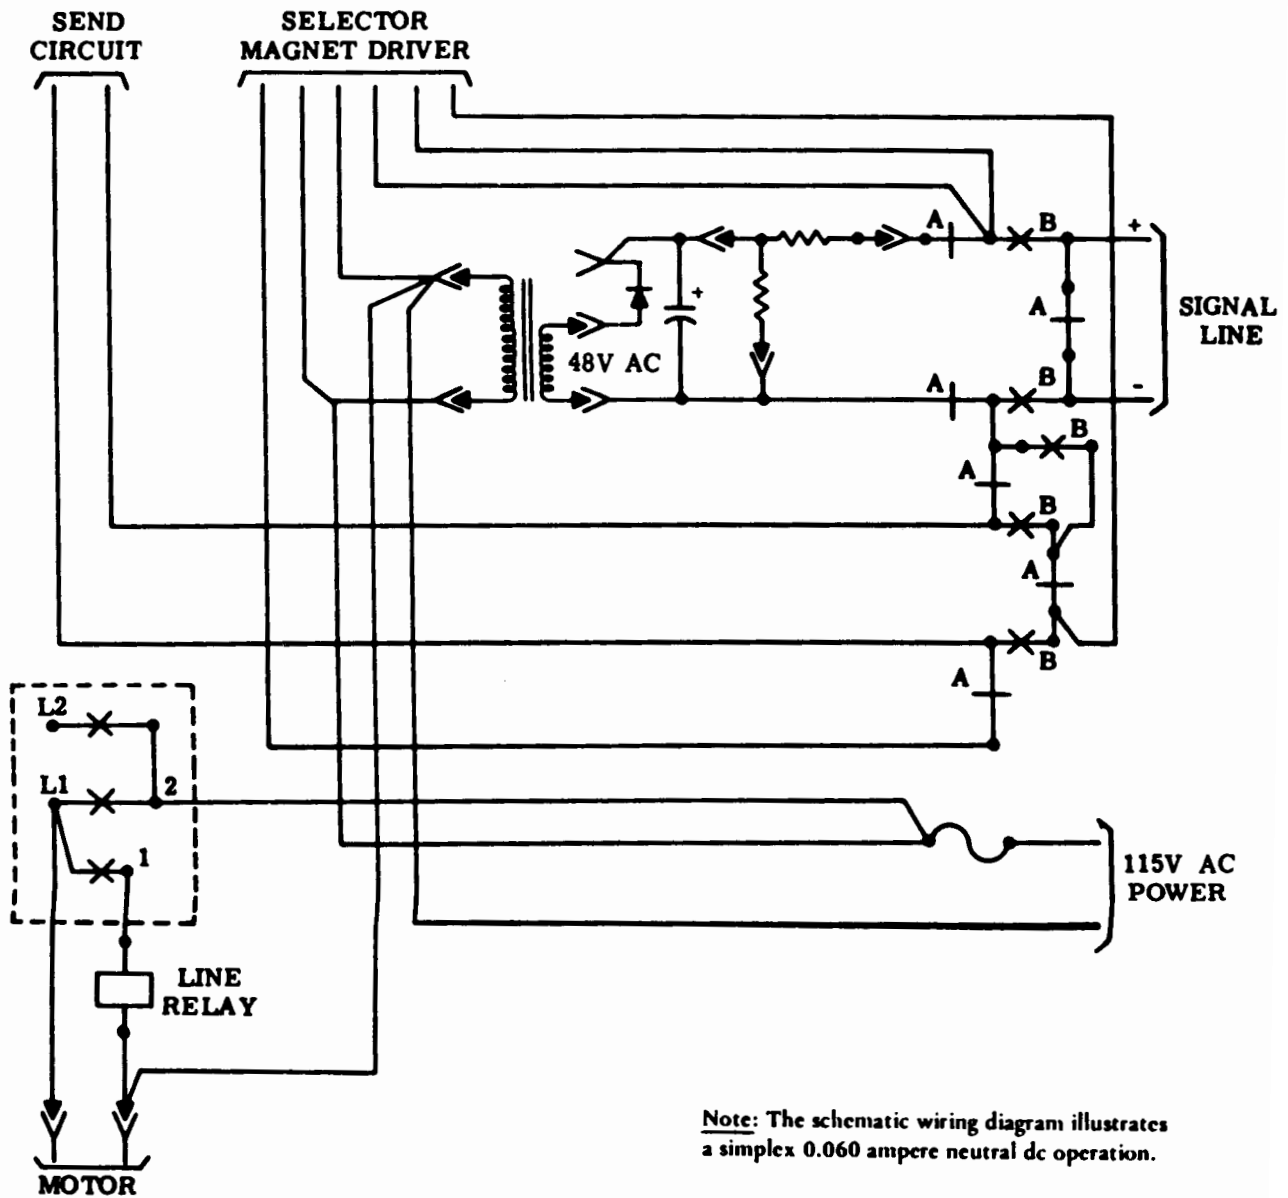 SEND
CIRCUIT
SELECTOR
MAGNET DRIVER
A
B
+
+
A
SIGNAL
LINE
48V AC
A
B
-
B
A
B
A
B
A
L2
L1
2
1
115V AC
POWER
LINE
RELAY
Note: The schematic wiring diagram illustrates
a simplex 0.060 ampere neutral dc operation.
MOTOR